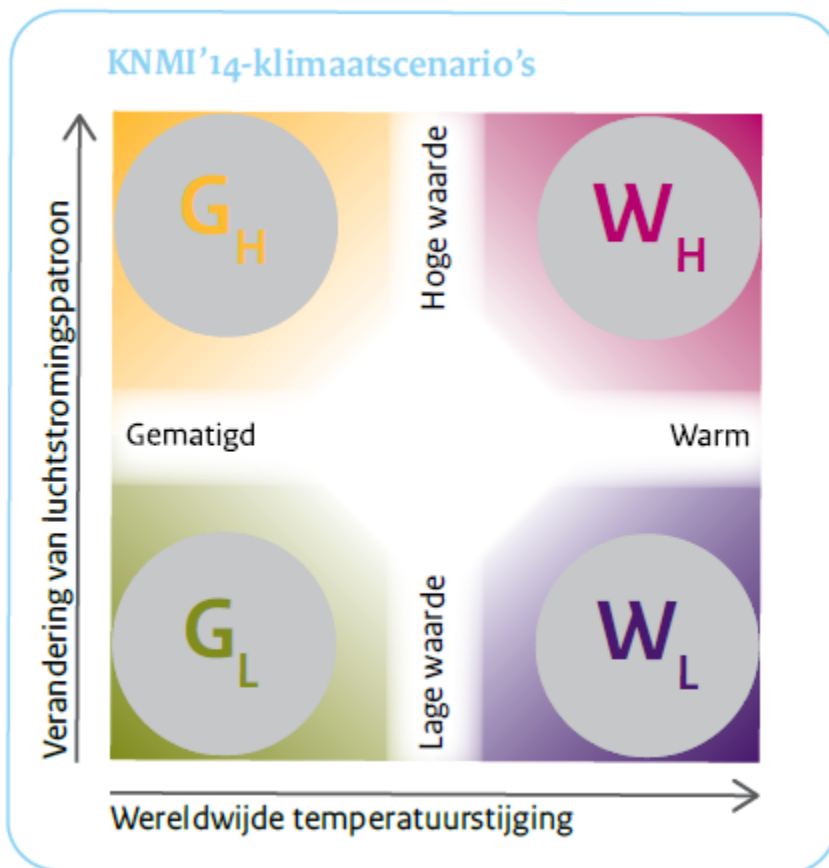 KNMI'14-klimaatscenario's
Verandering van luchtstromingspatroon
GH
Hoge waarde
WH
Gematigd
Warm
GL
Lage waarde
WL
Wereldwijde temperatuurstijging